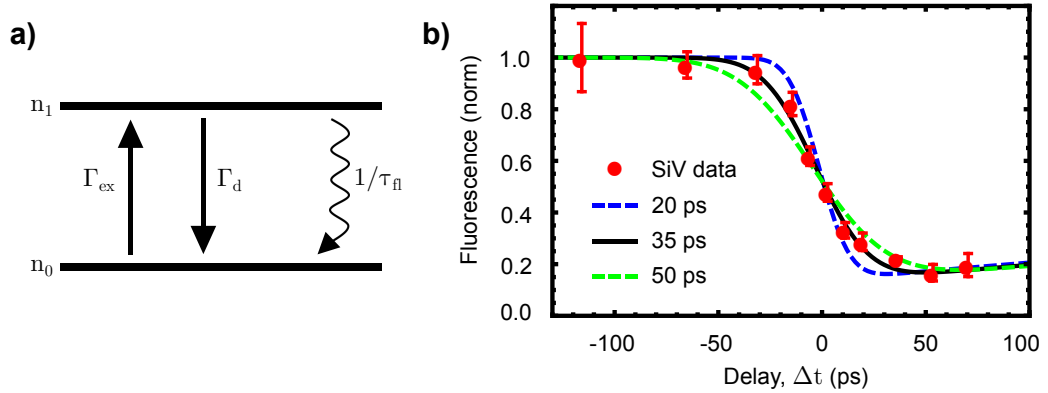 a)
n₁
Γex Γd 1/τfl
n₀
b)
Fluorescence (norm)
1.0
0.8
0.6
0.4
0.2
0.0
SiV data
20 ps
35 ps
50 ps
-100 -50 0 50 100
Delay, Δt (ps)